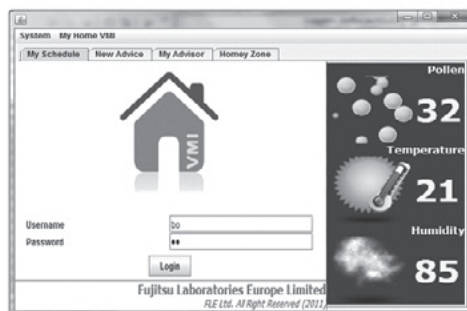 System My Home VMI
My Schedule New Advice My Advisor Homey Zone
VMI
Pollen
32
Temperature
21
Humidity
85
Username bo
Password ••
Login
Fujitsu Laboratories Europe Limited
FLE Ltd. All Right Reserved (2011)